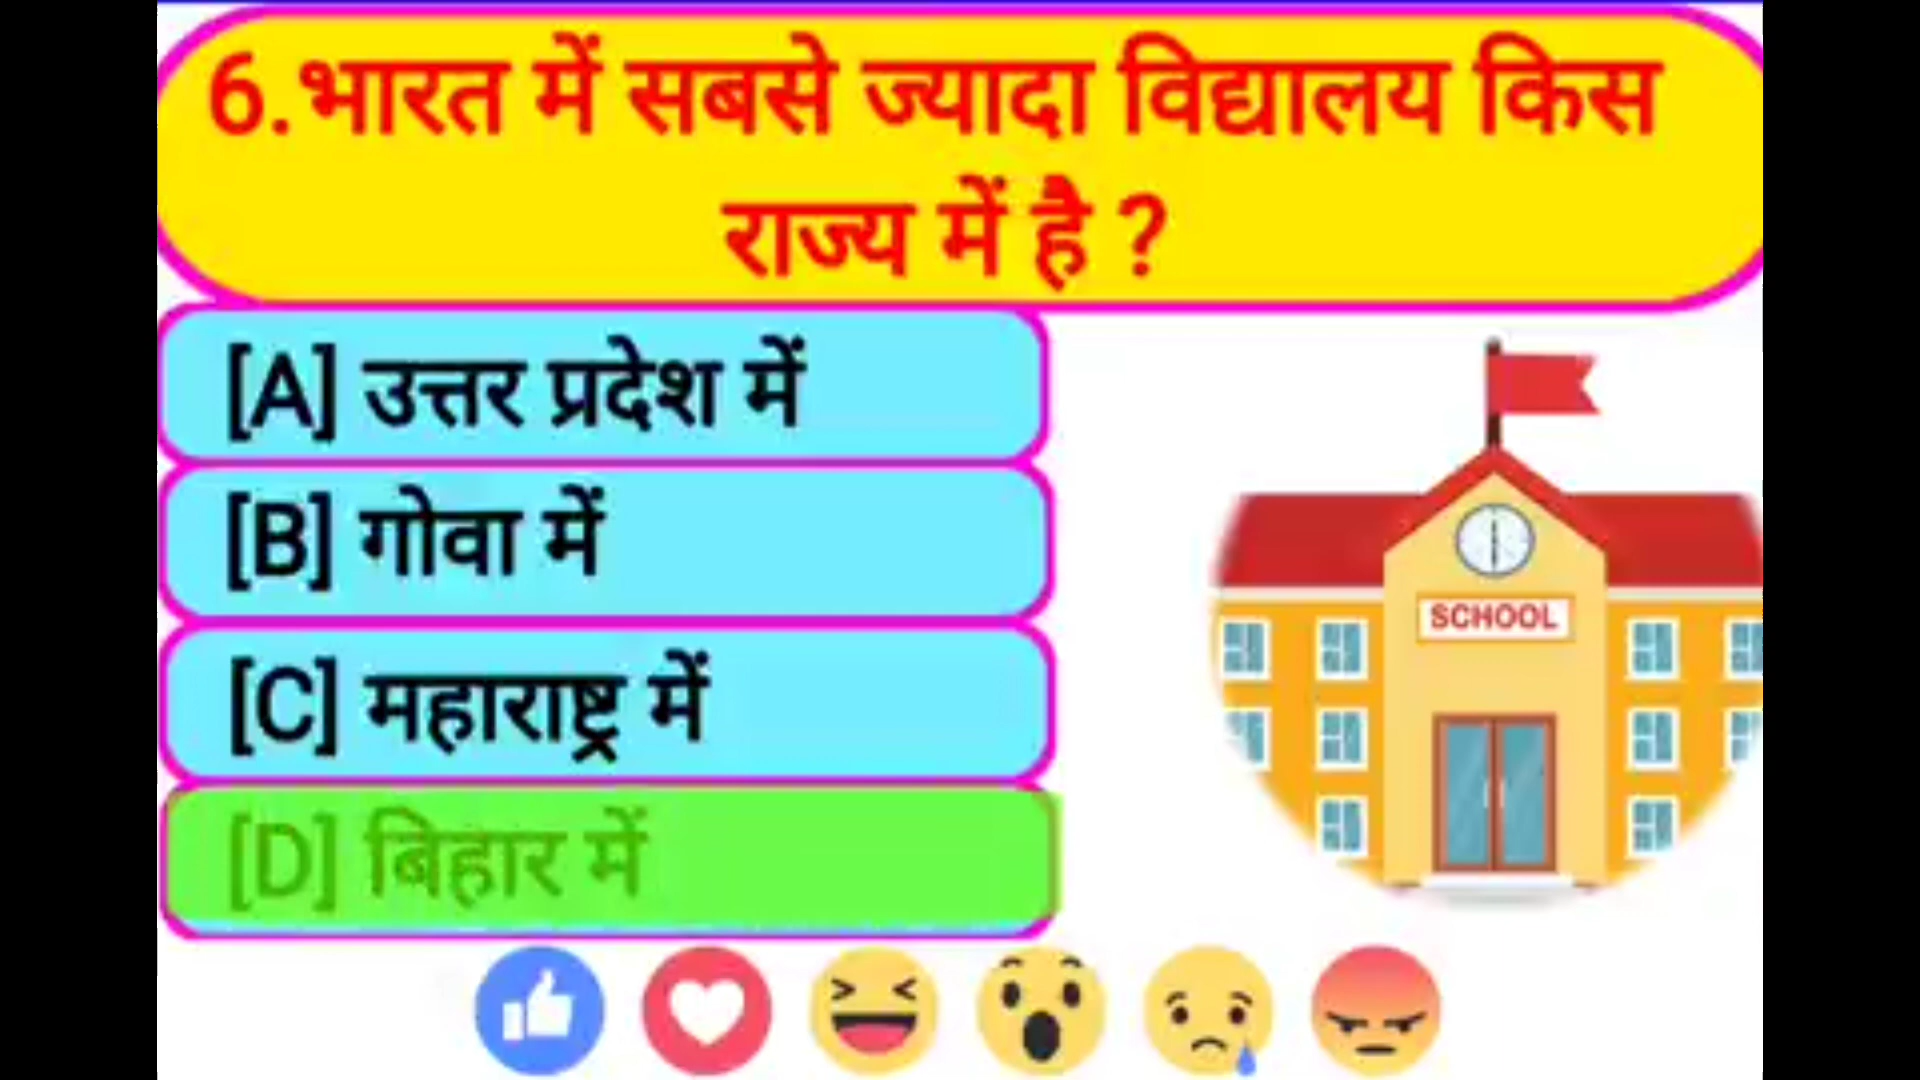 6.भारत में सबसे ज्यादा विद्यालय किस
राज्य में है ?
[A] उत्तर प्रदेश में
[B] गोवा में
[C] महाराष्ट्र में
[D] बिहार में
SCHOOL